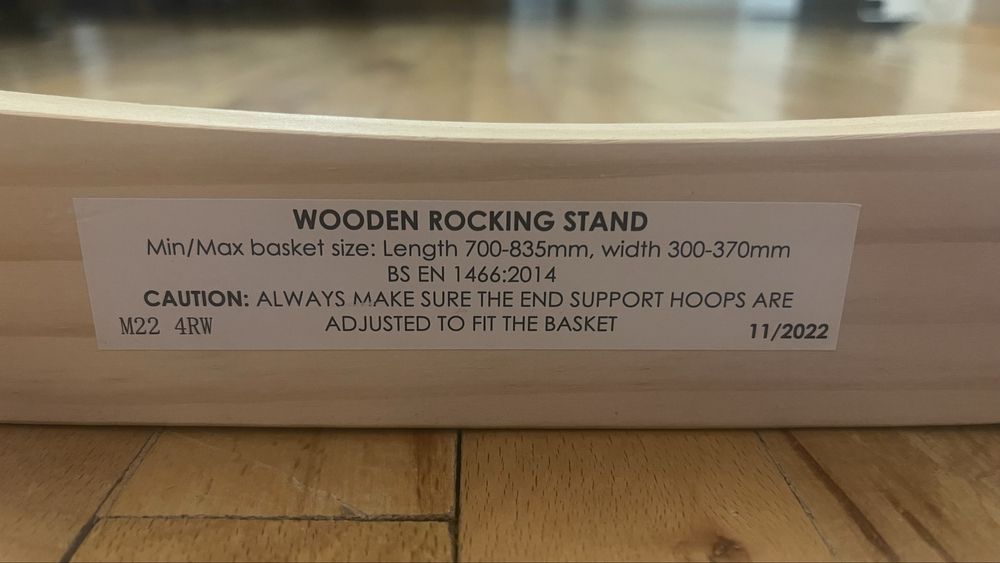 WOODEN ROCKING STAND
Min/Max basket size: Length 700-835mm, width 300-370mm
BS EN 1466:2014
CAUTION: ALWAYS MAKE SURE THE END SUPPORT HOOPS ARE
ADJUSTED TO FIT THE BASKET
M22 4RW
11/2022